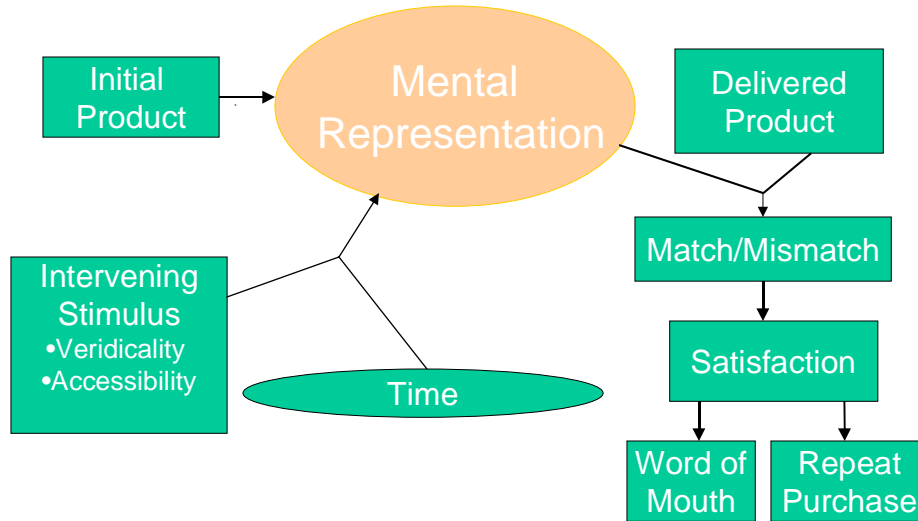 Initial
Product
Mental
Representation
Delivered
Product
Match/Mismatch
Intervening
Stimulus
•Veridicality
•Accessibility
Time
Satisfaction
Word of
Mouth
Repeat
Purchase